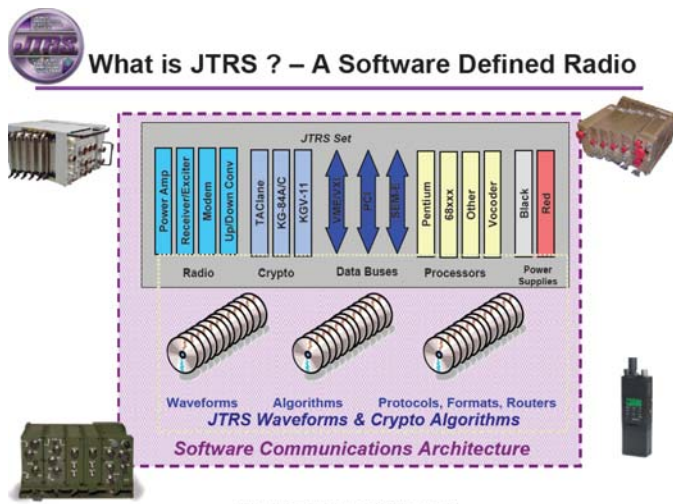 JTRS
What is JTRS ? – A Software Defined Radio
JTRS Set
Power Amp
Receiver/Exciter
Modem
Up/Down Conv
TAClane
KG-84A/C
KGV-11
VME/VXI
PCI
SEM-E
Pentium
68xxx
Other
Vocoder
Black
Red
Radio
Crypto
Data Buses
Processors
Power
Supplies
Waveforms
Algorithms
Protocols, Formats, Routers
JTRS Waveforms & Crypto Algorithms
Software Communications Architecture